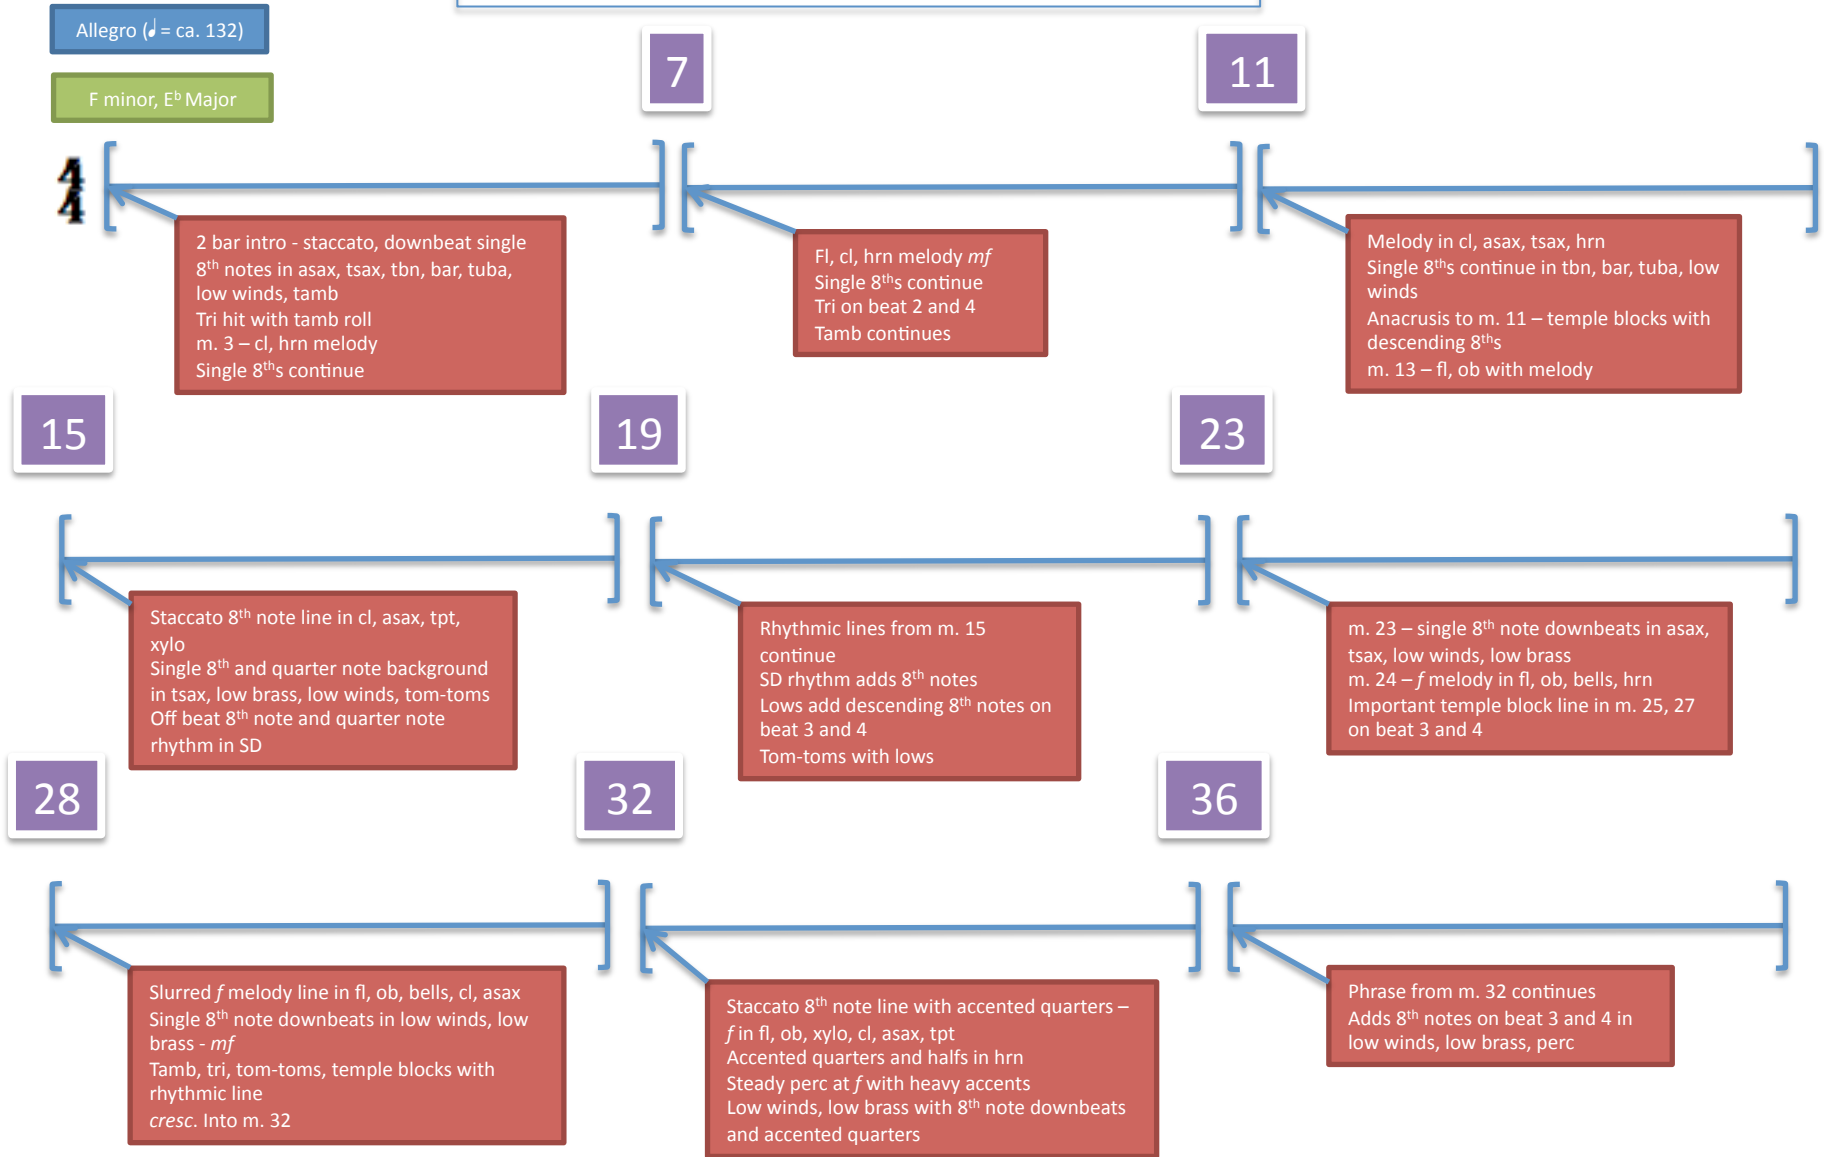 Allegro (♩ = ca. 132)
F minor, Eᵇ Major
7
11
4
4
2 bar intro - staccato, downbeat single
8th notes in asax, tsax, tbn, bar, tuba,
low winds, tamb
Tri hit with tamb roll
m. 3 – cl, hrn melody
Single 8ths continue
Fl, cl, hrn melody mf
Single 8ths continue
Tri on beat 2 and 4
Tamb continues
Melody in cl, asax, tsax, hrn
Single 8ths continue in tbn, bar, tuba, low
winds
Anacrusis to m. 11 – temple blocks with
descending 8ths
m. 13 – fl, ob with melody
15
19
23
Staccato 8th note line in cl, asax, tpt,
xylo
Single 8th and quarter note background
in tsax, low brass, low winds, tom-toms
Off beat 8th note and quarter note
rhythm in SD
Rhythmic lines from m. 15
continue
SD rhythm adds 8th notes
Lows add descending 8th notes on
beat 3 and 4
Tom-toms with lows
m. 23 – single 8th note downbeats in asax,
tsax, low winds, low brass
m. 24 – f melody in fl, ob, bells, hrn
Important temple block line in m. 25, 27
on beat 3 and 4
28
32
36
Slurred f melody line in fl, ob, bells, cl, asax
Single 8th note downbeats in low winds, low
brass - mf
Tamb, tri, tom-toms, temple blocks with
rhythmic line
cresc. Into m. 32
Staccato 8th note line with accented quarters –
f in fl, ob, xylo, cl, asax, tpt
Accented quarters and halfs in hrn
Steady perc at f with heavy accents
Low winds, low brass with 8th note downbeats
and accented quarters
Phrase from m. 32 continues
Adds 8th notes on beat 3 and 4 in
low winds, low brass, perc